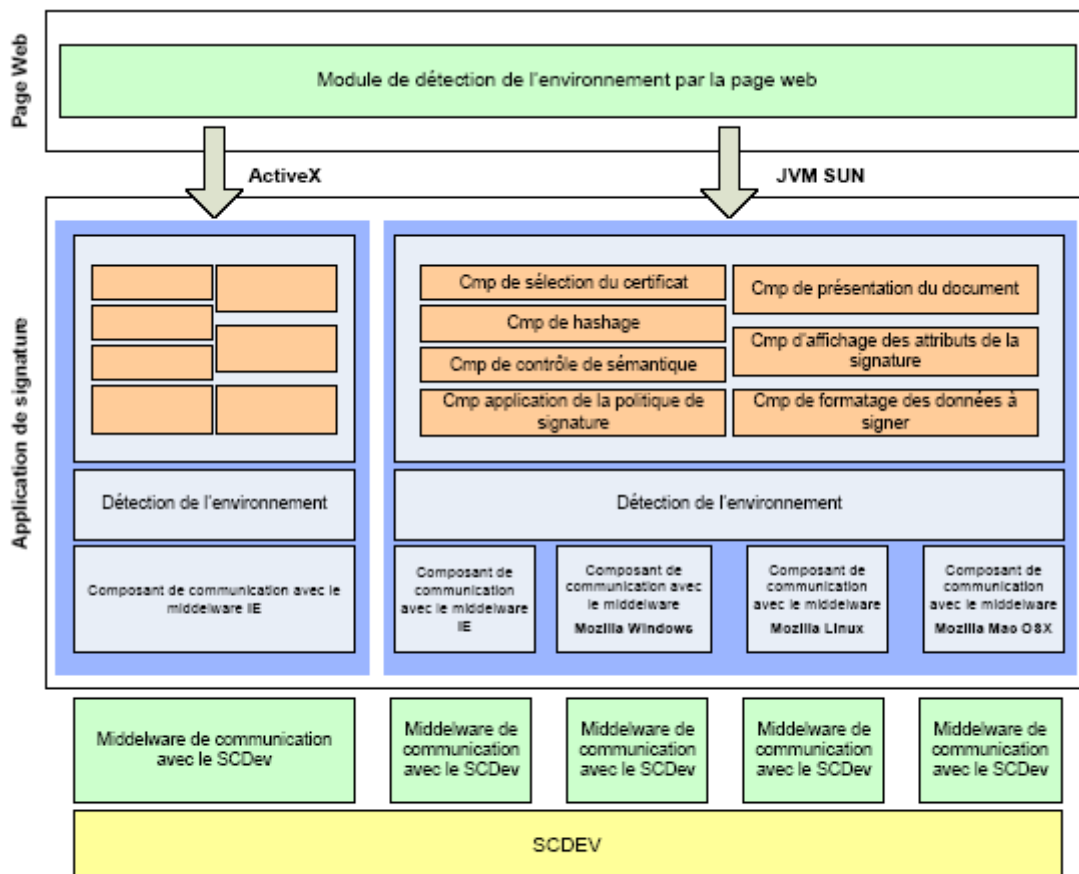 Page Web
Module de détection de l'environnement par la page web
ActiveX
JVM SUN
Application de signature
Cmp de sélection du certificat
Cmp de hashage
Cmp de contrôle de sémantique
Cmp application de la politique de
signature
Cmp de présentation du document
Cmp d'affichage des attributs de la
signature
Cmp de formatage des données à
signer
Détection de l'environnement
Détection de l'environnement
Composant de communication avec le
middelware IE
Composant de
communication
avec le middelware
IE
Composant de
communication avec
le middelware
Mozilla Windows
Composant de
communication
avec le middelware
Mozilla Linux
Composant de
communication
avec le middelware
Mozilla Mac OSX
Middelware de communication
avec le SCDev
Middelware de
communication
avec le SCDev
Middelware de
communication
avec le SCDev
Middelware de
communication
avec le SCDev
Middelware de
communication
avec le SCDev
SCDEV